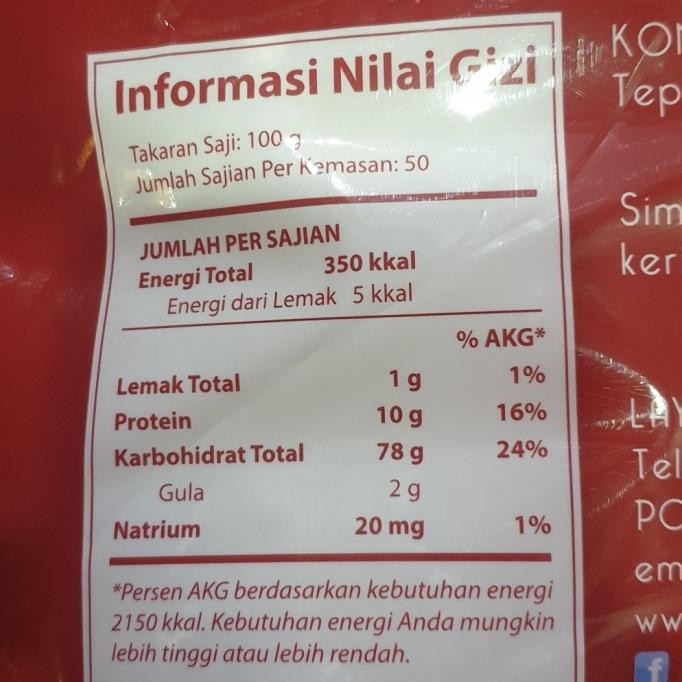 Informasi Nilai Gizi
Takaran Saji: 100 g
Jumlah Sajian Per Kemasan: 50
JUMLAH PER SAJIAN
Energi Total 350 kkal
Energi dari Lemak 5 kkal
% AKG*
Lemak Total 1 g 1%
Protein 10 g 16%
Karbohidrat Total 78 g 24%
Gula 2 g
Natrium 20 mg 1%
*Persen AKG berdasarkan kebutuhan energi
2150 kkal. Kebutuhan energi Anda mungkin
lebih tinggi atau lebih rendah.
Tep
Sim
ker
LAY
Tel
PO
em
ww
f